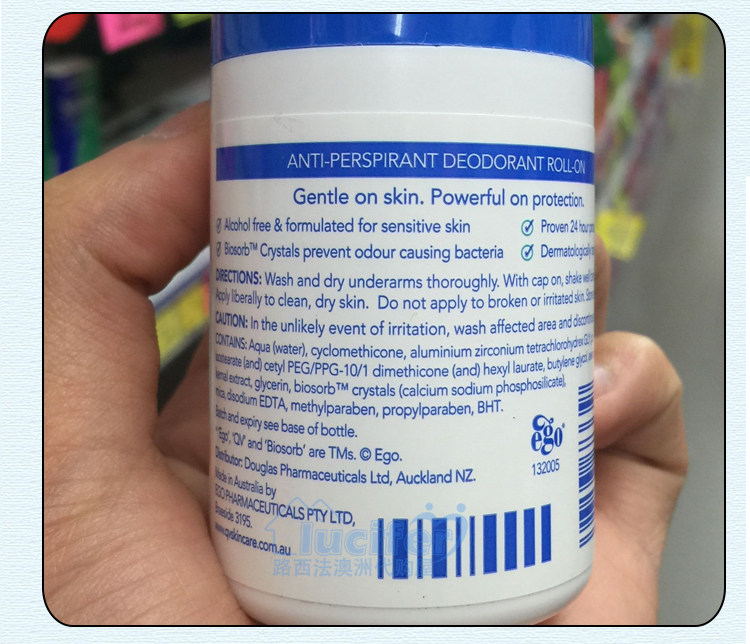 ANTI-PERSPIRANT DEODORANT ROLL-ON
Gentle on skin. Powerful on protection.
Alcohol free & formulated for sensitive skin
Proven 24 hour
Biosorb™ Crystals prevent odour causing bacteria
Dermatologically
DIRECTIONS: Wash and dry underarms thoroughly. With cap on, shake well
Apply liberally to clean, dry skin. Do not apply to broken or irritated skin.
CAUTION: In the unlikely event of irritation, wash affected area and
CONTAINS: Aqua (water), cyclomethicone, aluminium zirconium tetrachlorohydrex
(and) cetyl PEG/PPG-10/1 dimethicone (and) hexyl laurate, butylene glycol,
extract, glycerin, biosorb™ crystals (calcium sodium phosphosilicate),
mica, disodium EDTA, methylparaben, propylparaben, BHT.
Batch and expiry see base of bottle.
'Ego', 'QV' and 'Biosorb' are TMs. © Ego.
Distributor: Douglas Pharmaceuticals Ltd, Auckland NZ.
Made in Australia by
EGO PHARMACEUTICALS PTY LTD,
Braeside 3195.
www.qvskincare.com.au
ego®
132005
lucifer
路西法澳洲代购